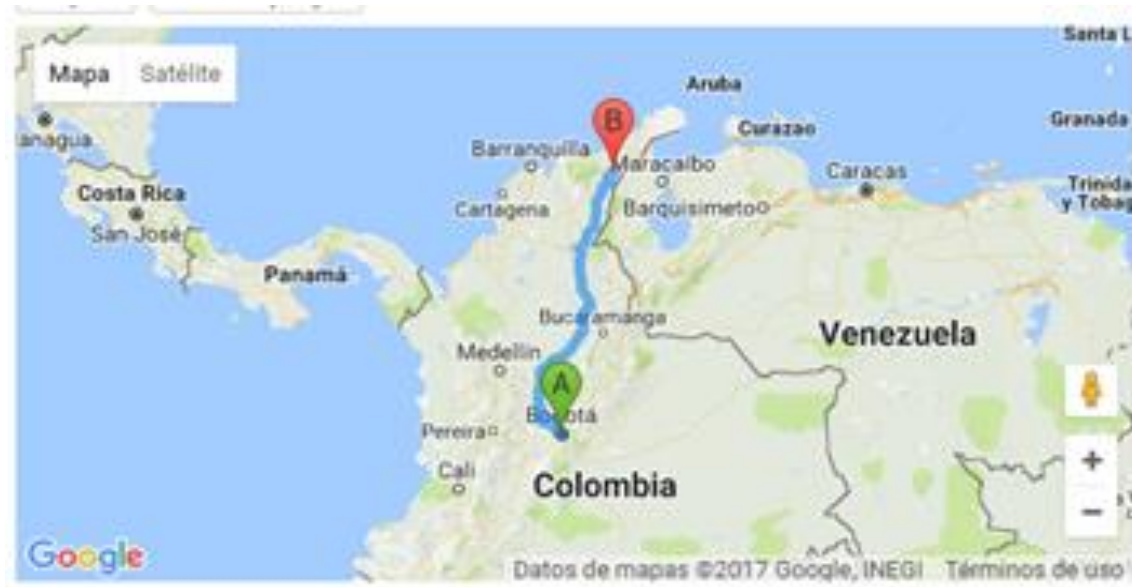 Mapa
Satélite
Santa L
Aruba
Granada
anagua
Curazao
Barranquilla
Maracaibo
Caracas
Costa Rica
Trinida
y Tobag
Cartagena
Barquisimeto
San José
Panamá
Bucaramanga
Venezuela
Medellín
A
B
Bogotá
Pereira
Cali
Colombia
+
−
Google
Datos de mapas ©2017 Google, INEGI
Términos de uso